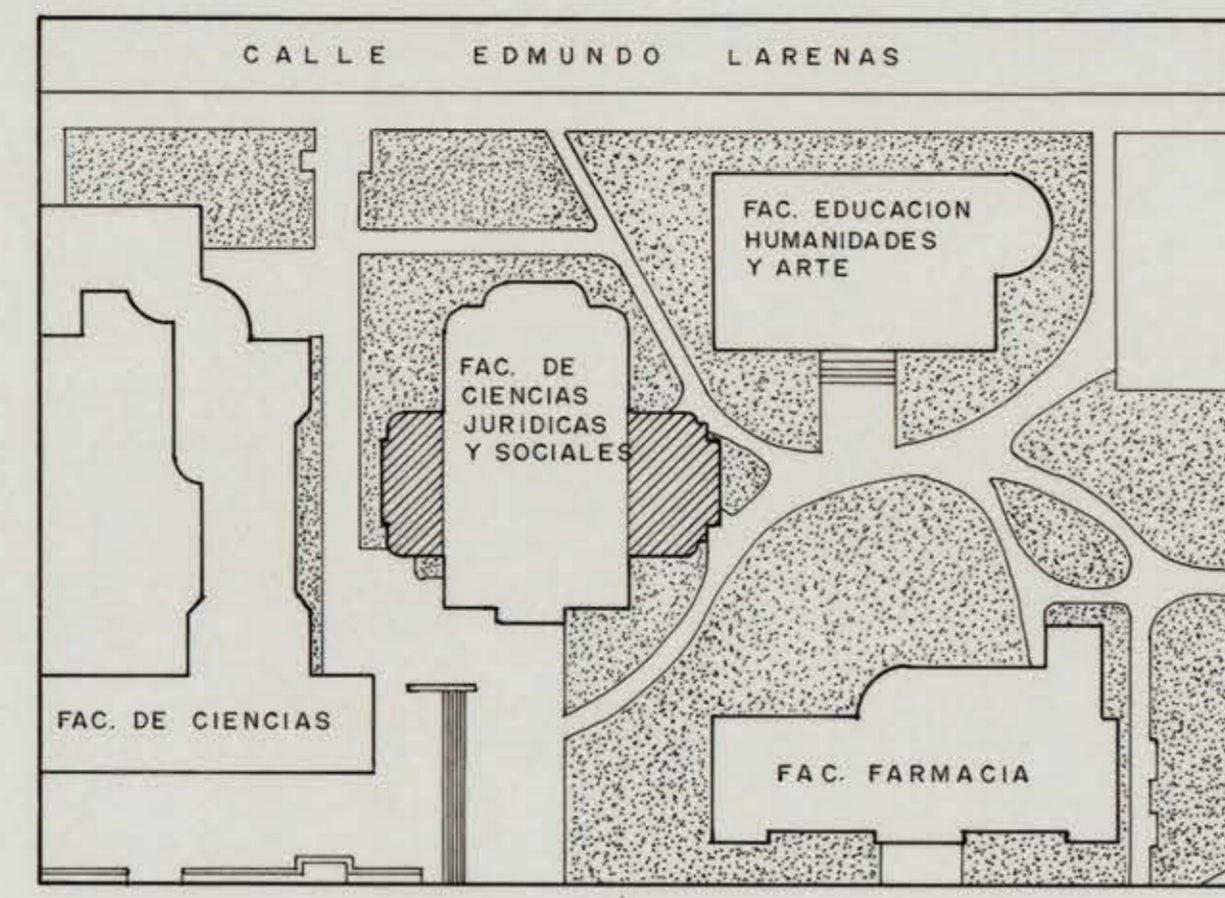 CALLE EDMUNDO LARENAS
FAC. EDUCACION
HUMANIDADES
Y ARTE
FAC. DE
CIENCIAS
JURIDICAS
Y SOCIALES
FAC. DE CIENCIAS
FAC. FARMACIA